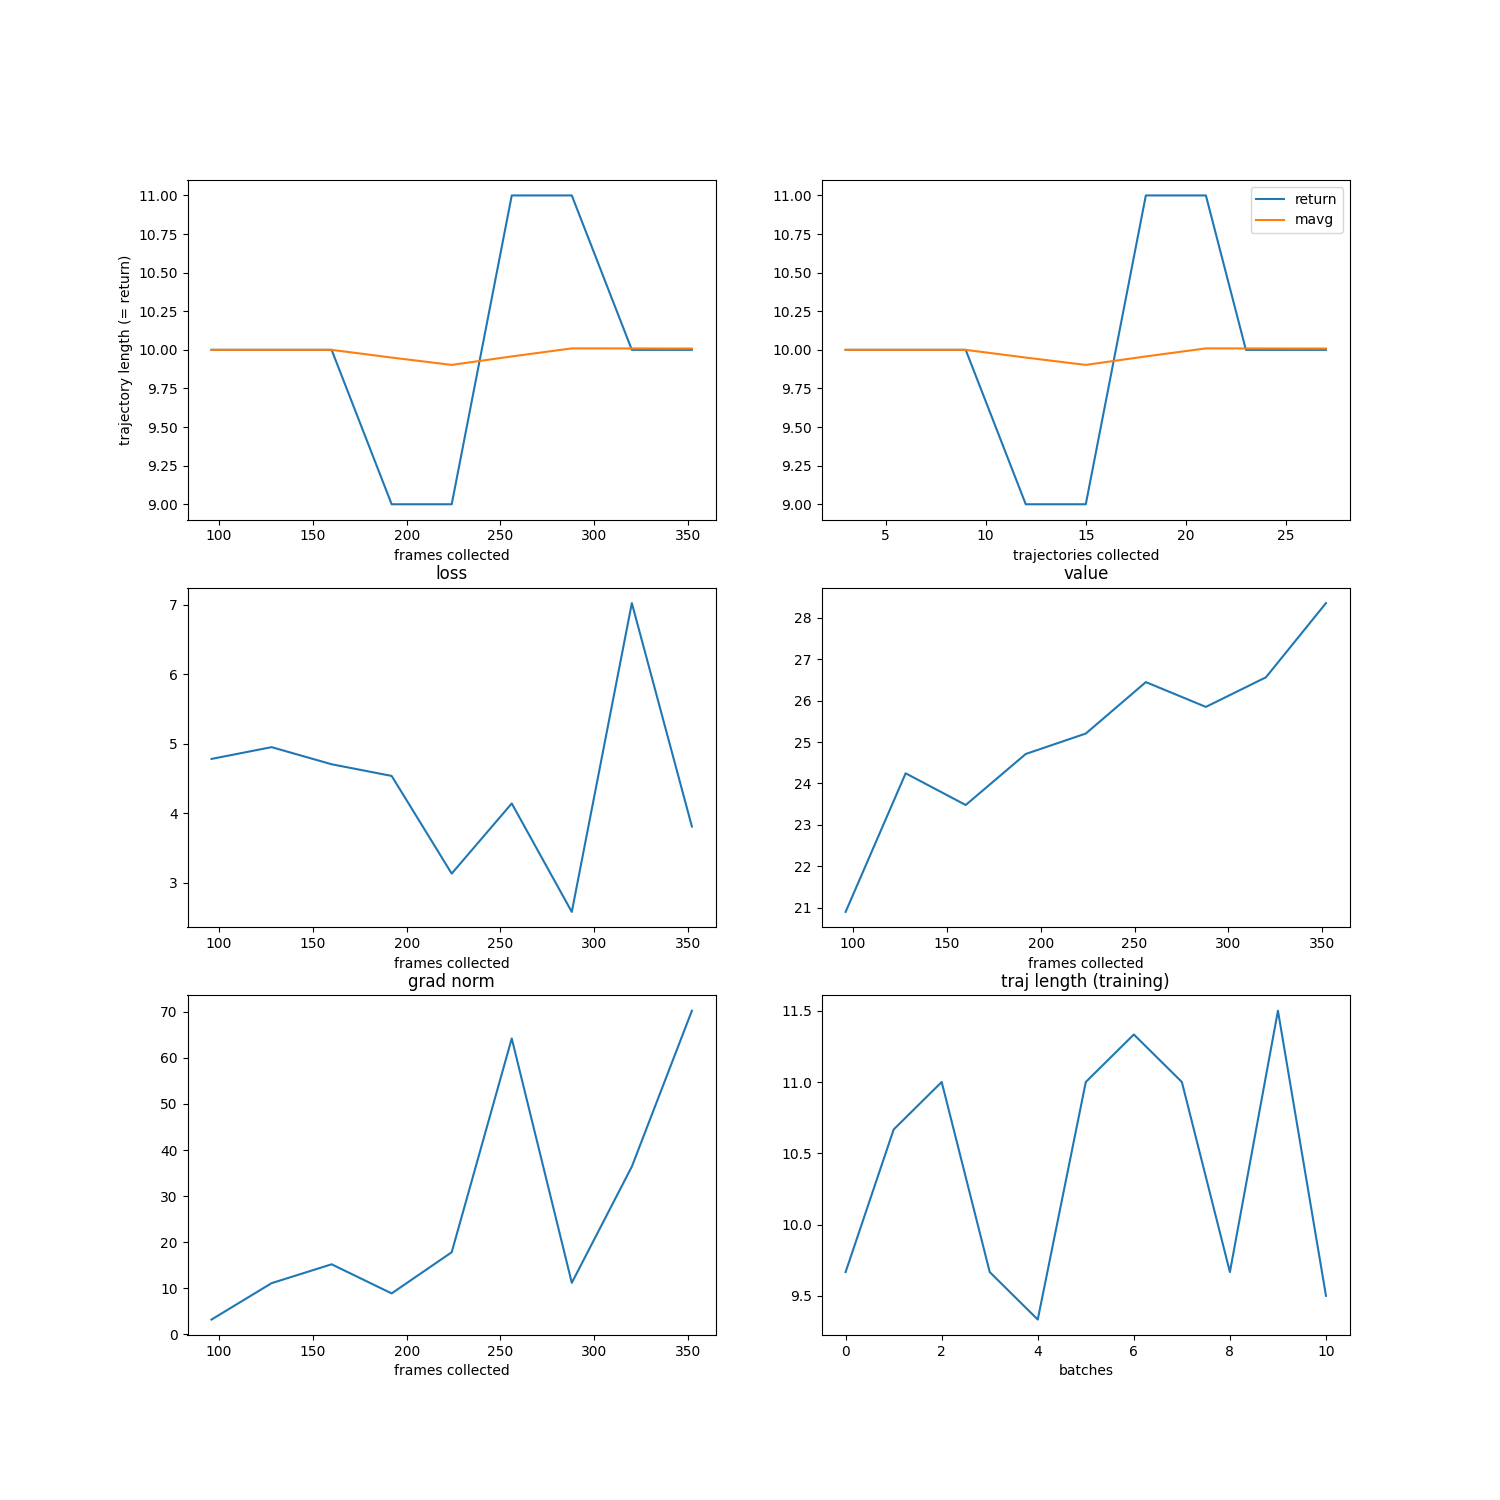 11.00
10.75
10.50
10.25
10.00
9.75
9.50
9.25
9.00
trajectory length (= return)
100 150 200 250 300 350
frames collected
return
mavg
11.00
10.75
10.50
10.25
10.00
9.75
9.50
9.25
9.00
5 10 15 20 25
trajectories collected
loss
7
6
5
4
3
100 150 200 250 300 350
frames collected
value
28
27
26
25
24
23
22
21
100 150 200 250 300 350
frames collected
grad norm
70
60
50
40
30
20
10
0
100 150 200 250 300 350
frames collected
traj length (training)
11.5
11.0
10.5
10.0
9.5
0 2 4 6 8 10
batches